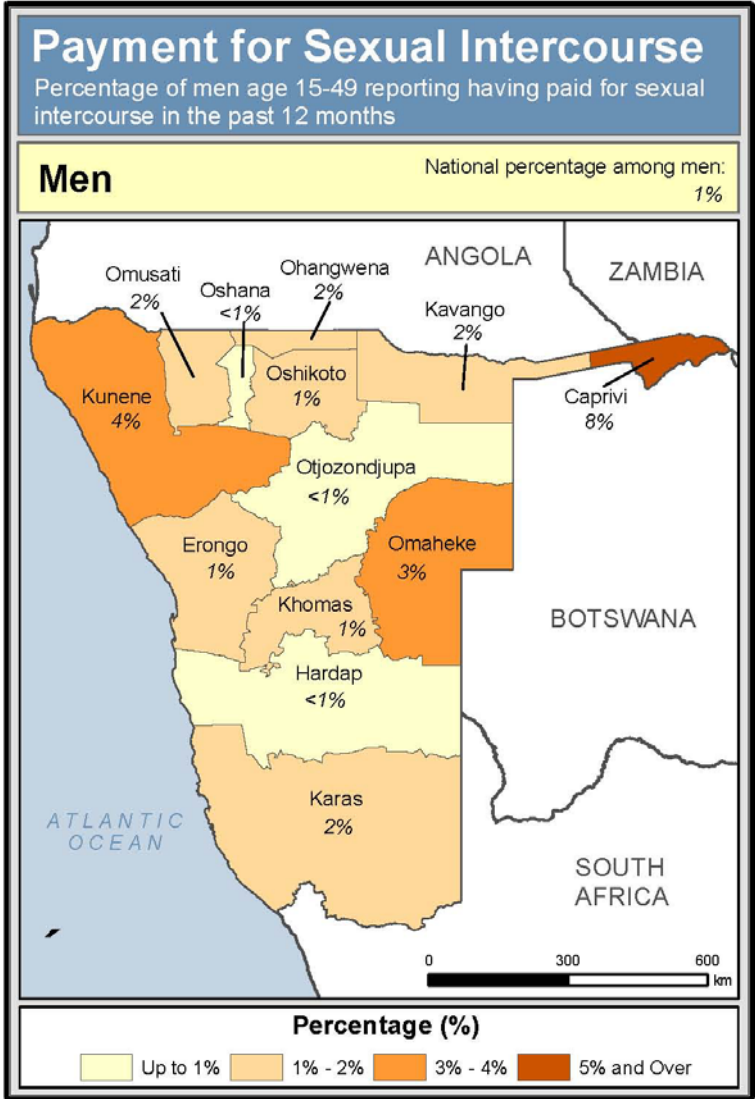 Payment for Sexual Intercourse
Percentage of men age 15-49 reporting having paid for sexual
intercourse in the past 12 months
Men
National percentage among men:
1%
ANGOLA
ZAMBIA
Omusati
2%
Oshana
<1%
Ohangwena
2%
Kavango
2%
Caprivi
8%
Kunene
4%
Oshikoto
1%
Otjozondjupa
<1%
Erongo
1%
Omaheke
3%
Khomas
1%
BOTSWANA
Hardap
<1%
Karas
2%
ATLANTIC
OCEAN
SOUTH
AFRICA
0 300 600
km
Percentage (%)
Up to 1% 1% - 2% 3% - 4% 5% and Over